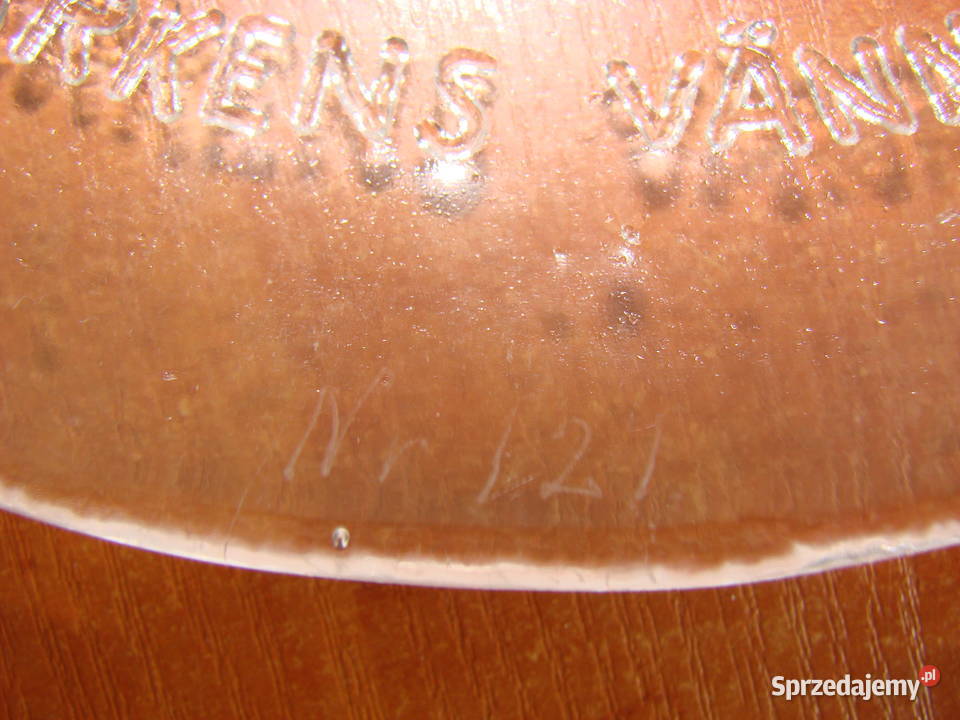 RKENS VÄNN
Nr 121
Sprzedajemy.pl